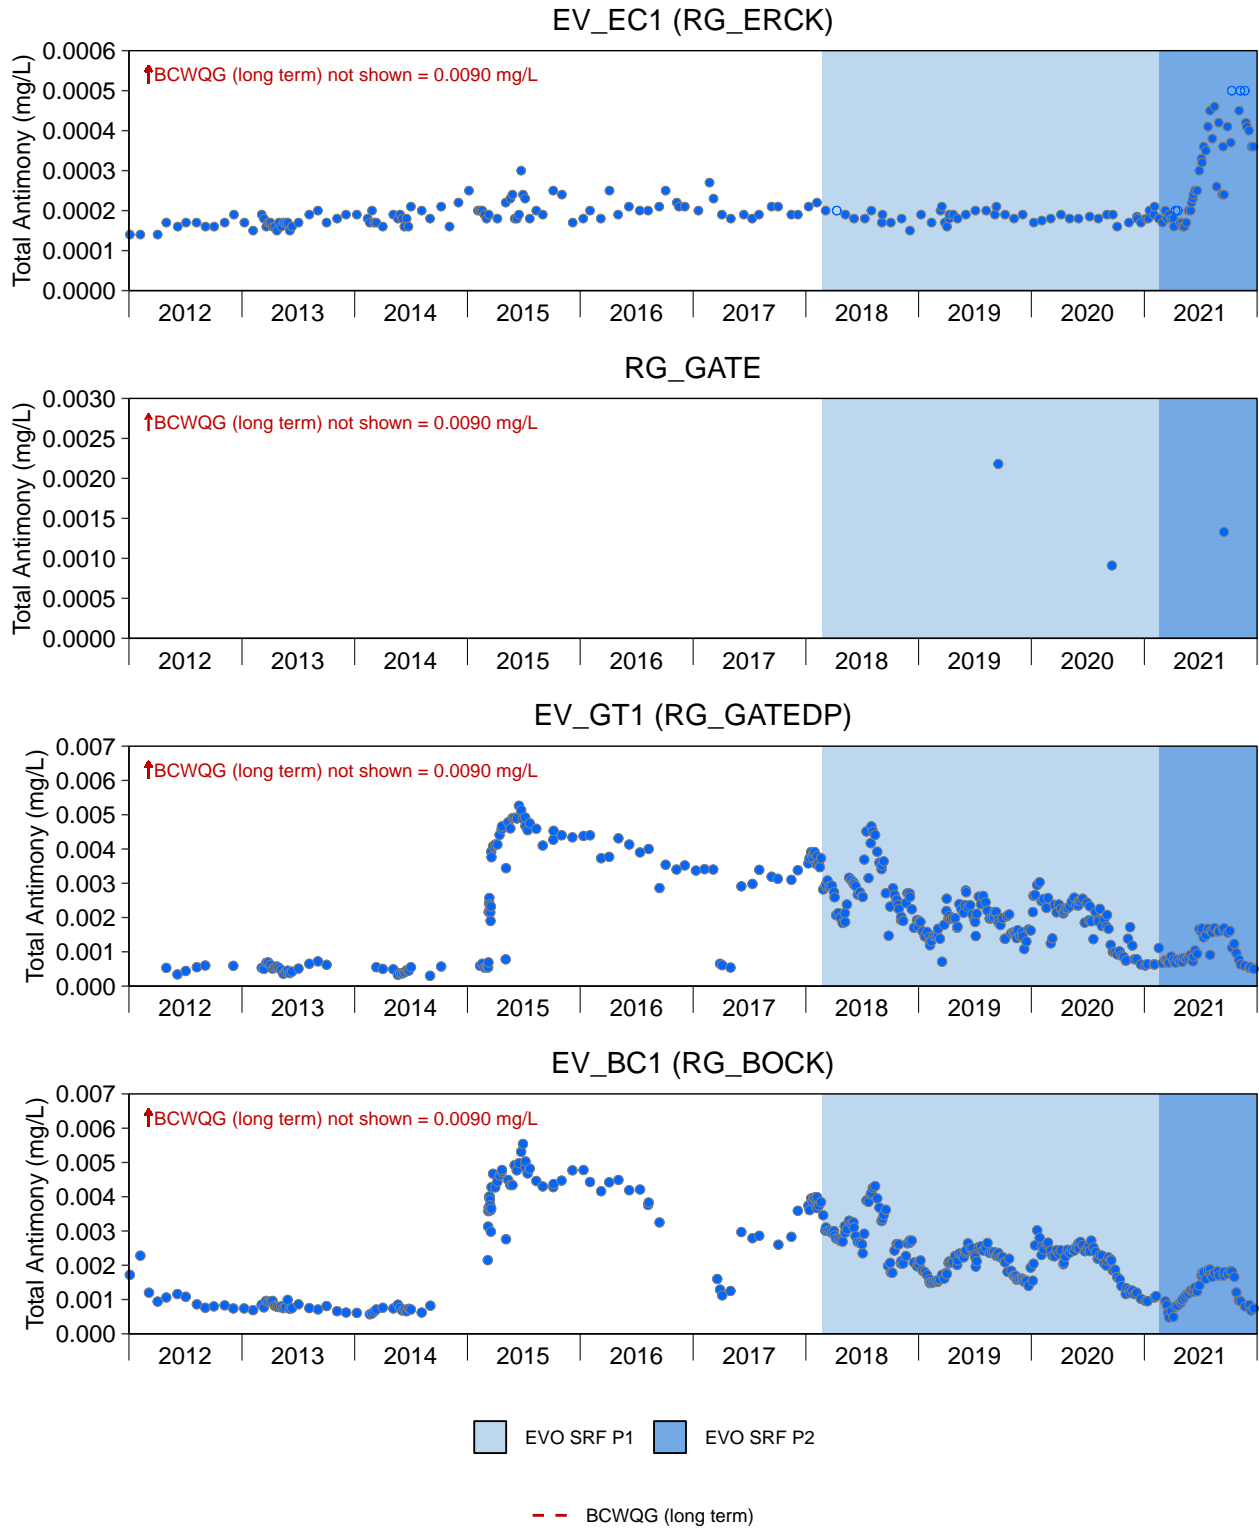 EV_EC1 (RG_ERCK)
Total Antimony (mg/L)
0.0006
0.0005
0.0004
0.0003
0.0002
0.0001
0.0000
↑BCWQG (long term) not shown = 0.0090 mg/L
2012 2013 2014 2015 2016 2017 2018 2019 2020 2021
RG_GATE
Total Antimony (mg/L)
0.0030
0.0025
0.0020
0.0015
0.0010
0.0005
0.0000
↑BCWQG (long term) not shown = 0.0090 mg/L
2012 2013 2014 2015 2016 2017 2018 2019 2020 2021
EV_GT1 (RG_GATEDP)
Total Antimony (mg/L)
0.007
0.006
0.005
0.004
0.003
0.002
0.001
0.000
↑BCWQG (long term) not shown = 0.0090 mg/L
2012 2013 2014 2015 2016 2017 2018 2019 2020 2021
EV_BC1 (RG_BOCK)
Total Antimony (mg/L)
0.007
0.006
0.005
0.004
0.003
0.002
0.001
0.000
↑BCWQG (long term) not shown = 0.0090 mg/L
2012 2013 2014 2015 2016 2017 2018 2019 2020 2021
EVO SRF P1 EVO SRF P2
BCWQG (long term)